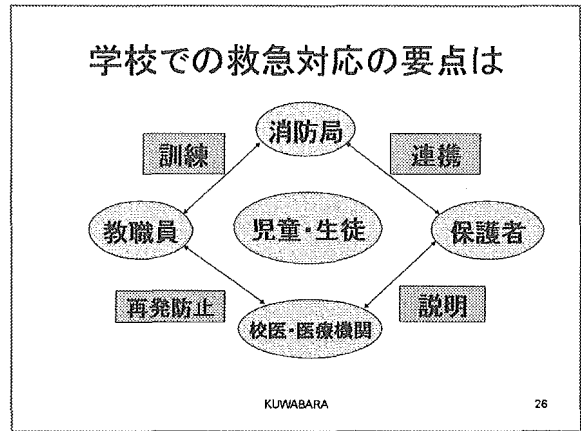 学校での救急対応の要点は
消防局
訓練
連携
教職員
児童・生徒
保護者
再発防止
説明
校医・医療機関
KUWABARA
26